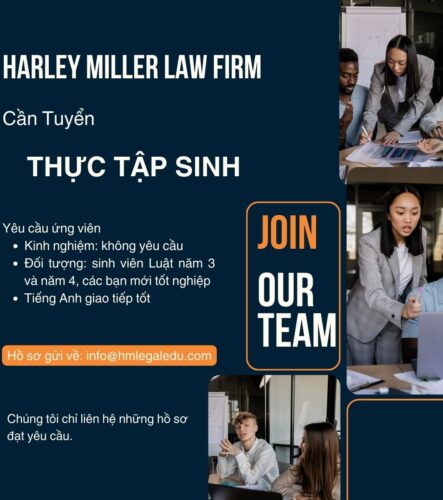 HARLEY MILLER LAW FIRM
Cần Tuyển
THỰC TẬP SINH
Yêu cầu ứng viên
• Kinh nghiệm: không yêu cầu
• Đối tượng: sinh viên Luật năm 3
và năm 4, các bạn mới tốt nghiệp
• Tiếng Anh giao tiếp tốt
JOIN
OUR
TEAM
Hồ sơ gửi về: info@hmlegaledu.com
Chúng tôi chỉ liên hệ những hồ sơ
đạt yêu cầu.